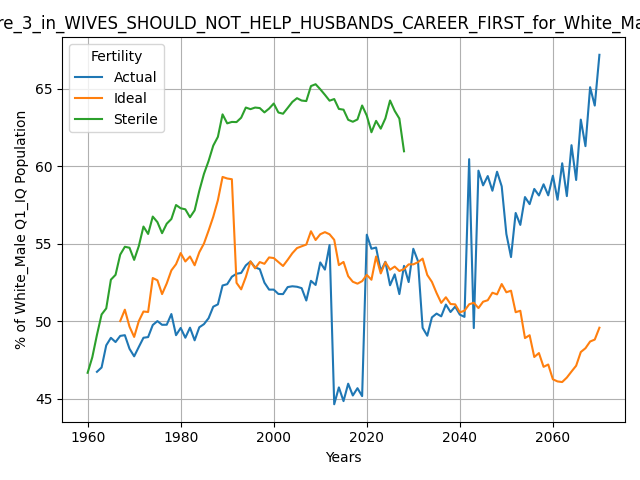 re_3_in_WIVES_SHOULD_NOT_HELP_HUSBANDS_CAREER_FIRST_for_White_Ma
Fertility
Actual
Ideal
Sterile
% of White_Male Q1_IQ Population
65
60
55
50
45
1960
1980
2000
2020
2040
2060
Years